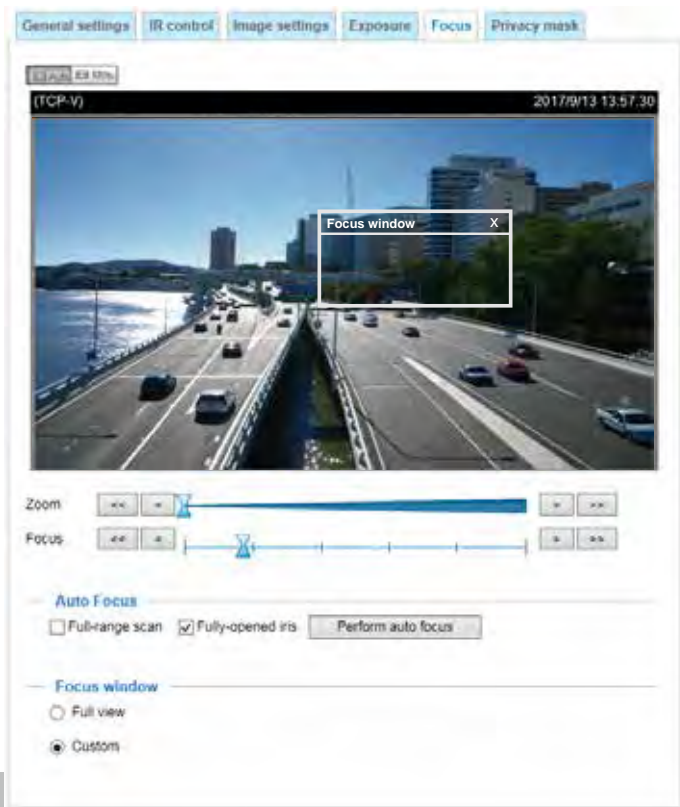 General settings IR control Image settings Exposure Focus Privacy mask
(TCP-V) 2017/9/13 13:57:30
Focus window X
Zoom << < > >>
Focus << < > >>
Auto Focus
Full-range scan Fully-opened iris Perform auto focus
Focus window
Full view
Custom